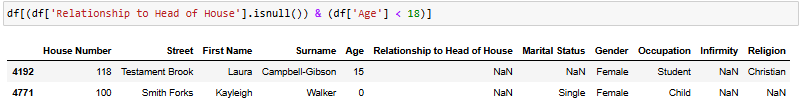 df[(df['Relationship to Head of House'].isnull()) & (df['Age'] < 18)]
House Number Street First Name Surname Age Relationship to Head of House Marital Status Gender Occupation Infirmity Religion
4192 118 Testament Brook Laura Campbell-Gibson 15 NaN NaN Female Student NaN Christian
4771 100 Smith Forks Kayleigh Walker 0 NaN Single Female Child NaN NaN